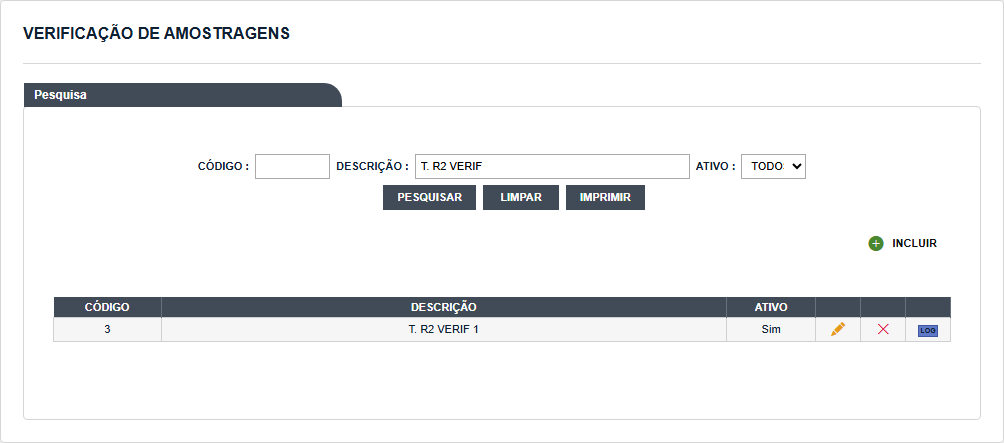 VERIFICAÇÃO DE AMOSTRAGENS
Pesquisa
CÓDIGO : DESCRIÇÃO : T. R2 VERIF ATIVO : TODO
PESQUISAR LIMPAR IMPRIMIR
INCLUIR
CÓDIGO DESCRIÇÃO ATIVO
3 T. R2 VERIF 1 Sim LOG